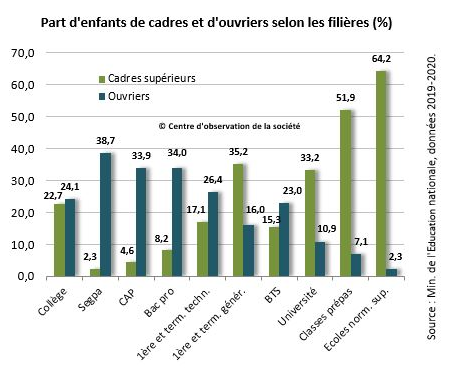 Part d'enfants de cadres et d'ouvriers selon les filières (%)
70,0
60,0
50,0
40,0
30,0
20,0
10,0
0,0
Cadres supérieurs
Ouvriers
© Centre d'observation de la société
22,7
24,1
2,3
38,7
4,6
33,9
8,2
34,0
17,1
26,4
35,2
16,0
15,3
23,0
33,2
10,9
51,9
7,1
64,2
2,3
Collège
Segpa
CAP
Bac pro
1ère et term. techn.
1ère et term. génér.
BTS
Université
Classes prépas
Ecoles norm. sup.
Source : Min. de l'Education nationale, données 2019-2020.